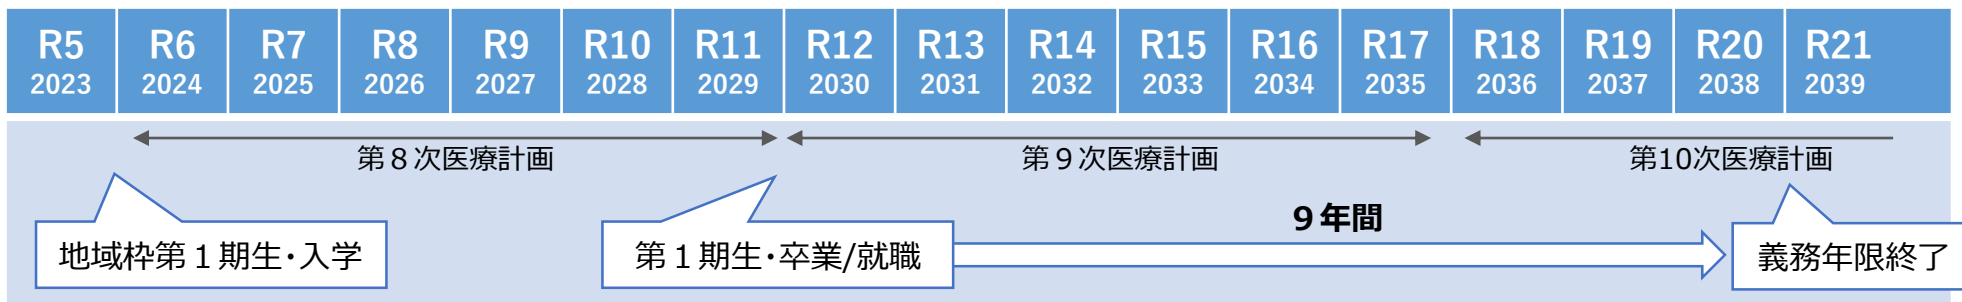 R5 R6 R7 R8 R9 R10 R11 R12 R13 R14 R15 R16 R17 R18 R19 R20 R21
2023 2024 2025 2026 2027 2028 2029 2030 2031 2032 2033 2034 2035 2036 2037 2038 2039
第８次医療計画 第９次医療計画 第10次医療計画
９年間
地域枠第１期生・入学 第１期生・卒業/就職 義務年限終了